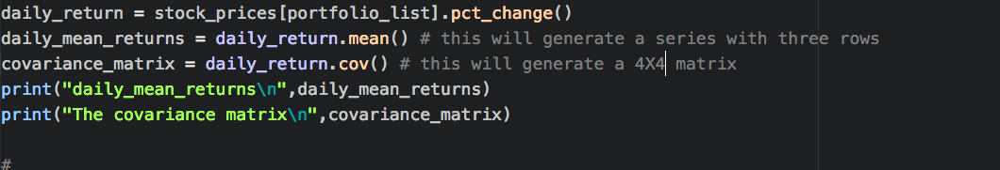 daily_return = stock_prices[portfolio_list].pct_change()
daily_mean_returns = daily_return.mean() # this will generate a series with three rows
covariance_matrix = daily_return.cov() # this will generate a 4X4 matrix
print("daily_mean_returns\n",daily_mean_returns)
print("The covariance matrix\n",covariance_matrix)
#